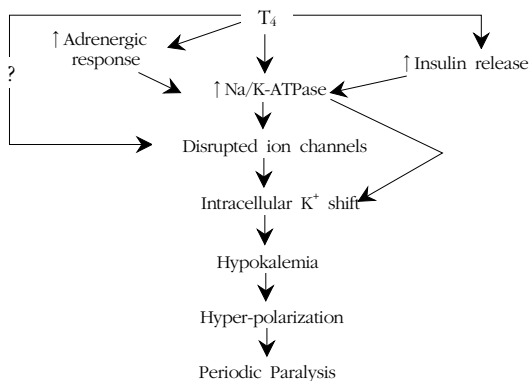 T₄
↑ Adrenergic
response
?
↑ Insulin release
↑ Na/K-ATPase
Disrupted ion channels
Intracellular K⁺ shift
Hypokalemia
Hyper-polarization
Periodic Paralysis